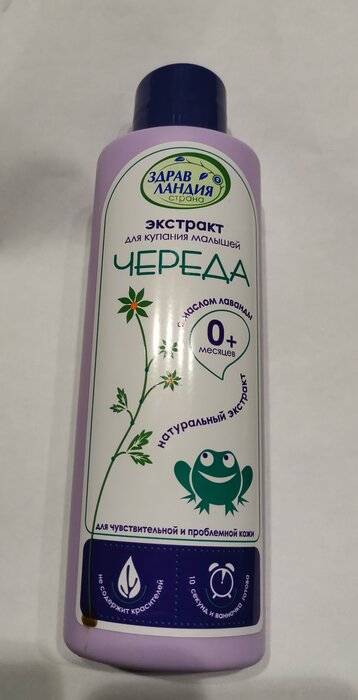 ЗДРАВ
ЛАНДИЯ
страна
экстракт
для купания малышей
ЧЕРЕДА
с маслом лаванды
0+
месяцев
натуральный экстракт
для чувствительной и проблемной кожи
не содержит красителей
10 секунд и ванночка готова